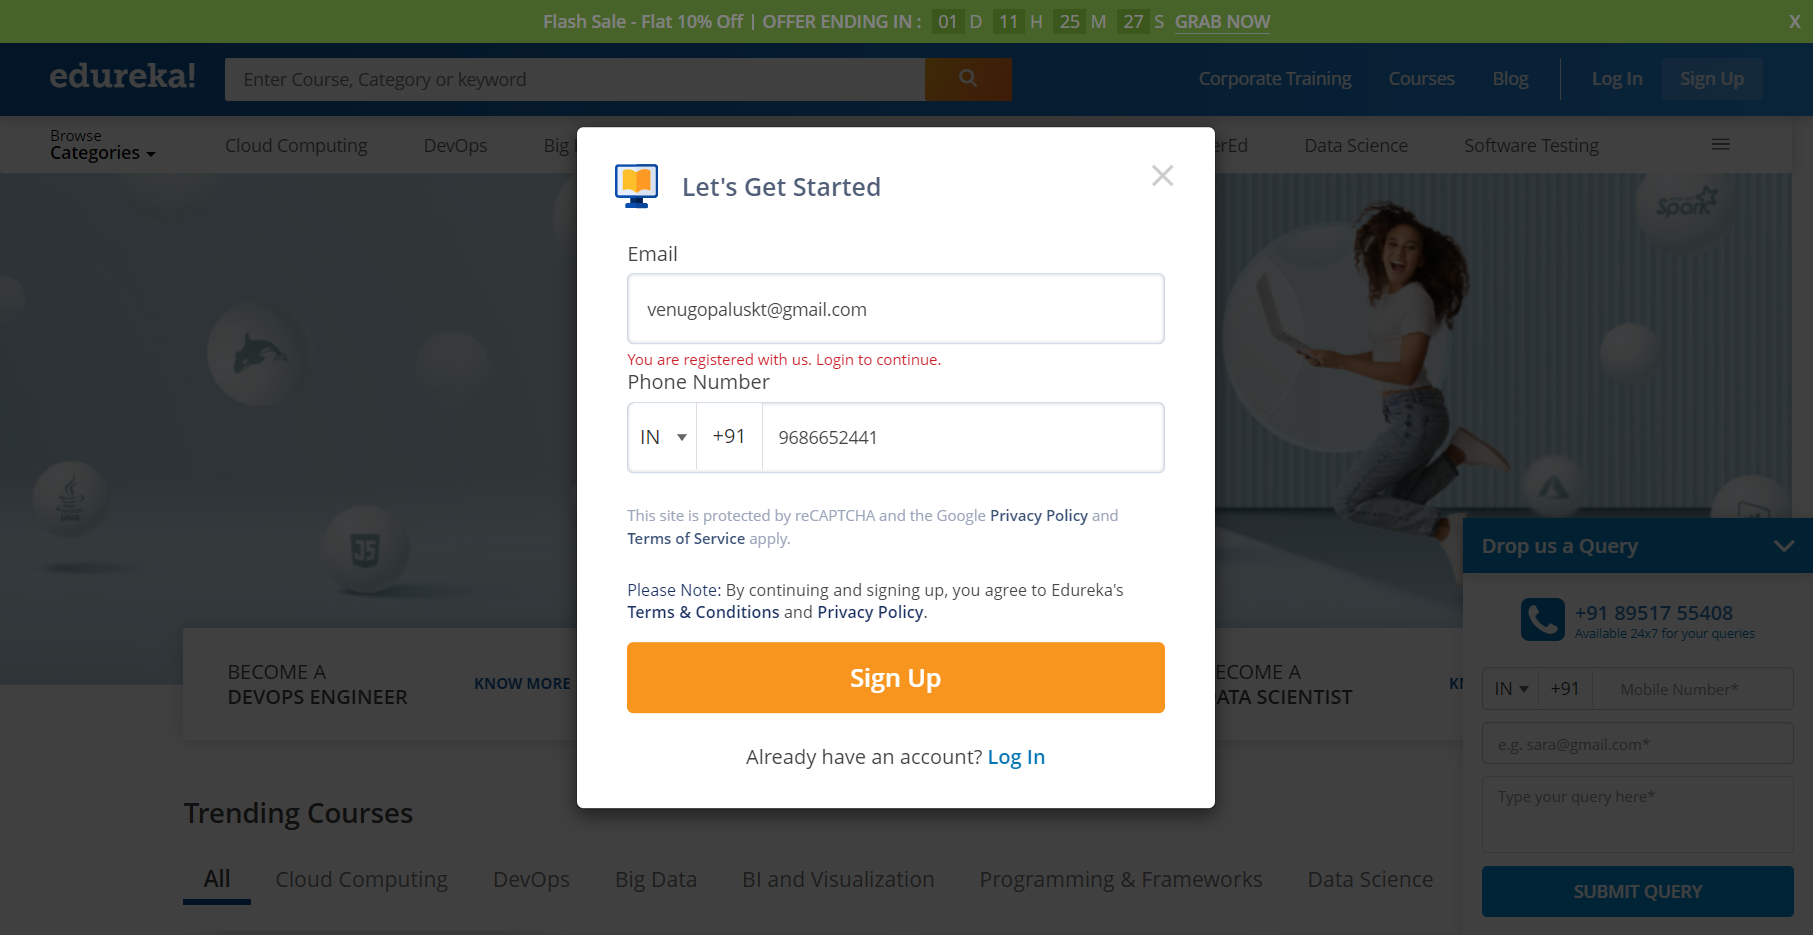 Flash Sale - Flat 10% Off | OFFER ENDING IN : 01 D 11 H 25 M 27 S GRAB NOW X
edureka!
Enter Course, Category or keyword
Corporate Training Courses Blog Log In Sign Up
Browse
Categories
Cloud Computing DevOps Big Data Science Software Testing
Spark
Let's Get Started
Email
venugopaluskt@gmail.com
You are registered with us. Login to continue.
Phone Number
IN +91 9686652441
This site is protected by reCAPTCHA and the Google Privacy Policy and
Terms of Service apply.
Please Note: By continuing and signing up, you agree to Edureka's
Terms & Conditions and Privacy Policy.
Sign Up
Already have an account? Log In
JAVA
JS
BECOME A
DEVOPS ENGINEER
KNOW MORE
ECOME A
ATA SCIENTIST
Drop us a Query
+91 89517 55408
Available 24x7 for your queries
IN +91 Mobile Number*
e.g. sara@gmail.com*
Type your query here*
SUBMIT QUERY
Trending Courses
All Cloud Computing DevOps Big Data BI and Visualization Programming & Frameworks Data Science